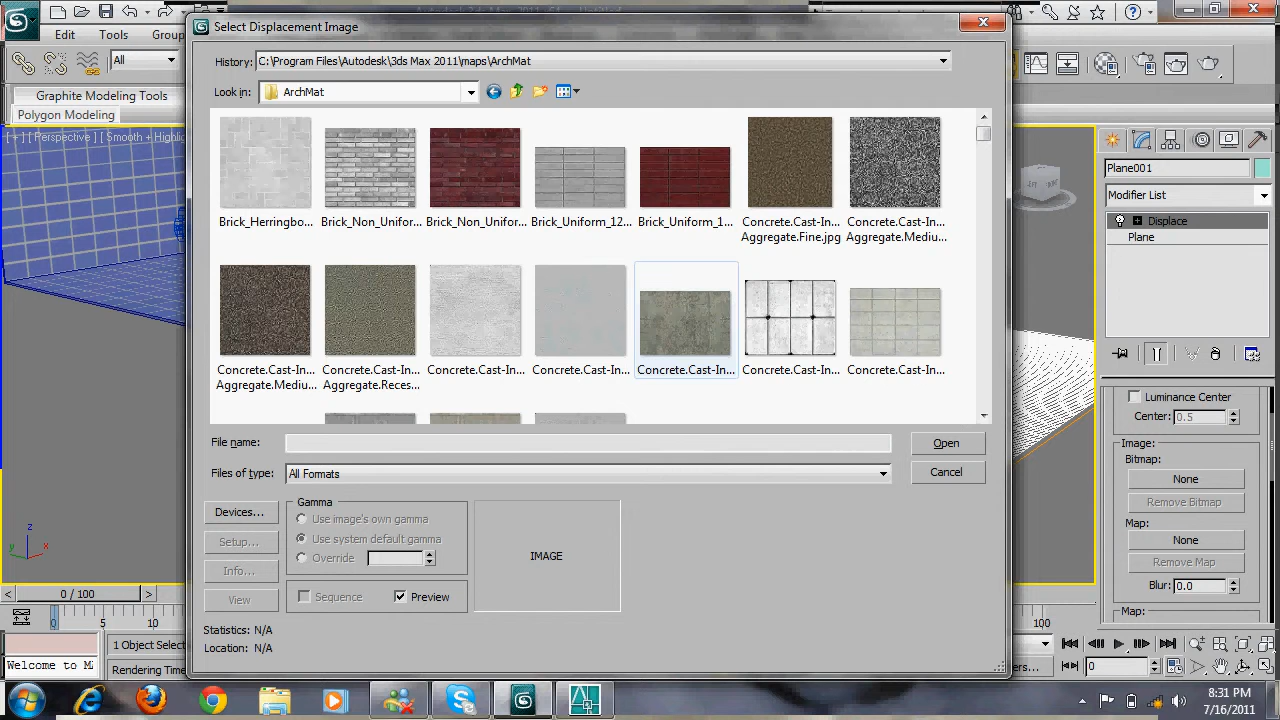 Select Displacement Image
Edit Tools Group
History: C:\Program Files\Autodesk\3ds Max 2011\maps\ArchMat
All
Look in: ArchMat
Graphite Modeling Tools
Polygon Modeling
[ + ] [ Perspective ] [ Smooth + Highlig
Brick_Herringbo... Brick_Non_Unifor... Brick_Non_Unifor... Brick_Uniform_12... Brick_Uniform_1... Concrete.Cast-In... Aggregate.Fine.jpg Concrete.Cast-In... Aggregate.Mediu...
Concrete.Cast-In... Aggregate.Mediu... Concrete.Cast-In... Aggregate.Reces... Concrete.Cast-In... Concrete.Cast-In... Concrete.Cast-In... Concrete.Cast-In... Concrete.Cast-In...
File name:
Open
Files of type: All Formats
Cancel
Devices...
Setup...
Info...
View
Gamma
Use image's own gamma
Use system default gamma
Override
Sequence Preview
IMAGE
Statistics: N/A
Location: N/A
Plane001
Modifier List
Displace
Plane
Luminance Center
Center: 0.5
Image:
Bitmap:
None
Remove Bitmap
Map:
None
Remove Map
Blur: 0.0
Map:
z
y x
< 0 / 100 >
0 5 10
100
1 Object Select
Welcome to MA
Rendering Time
ers...
0
8:31 PM
7/16/2011